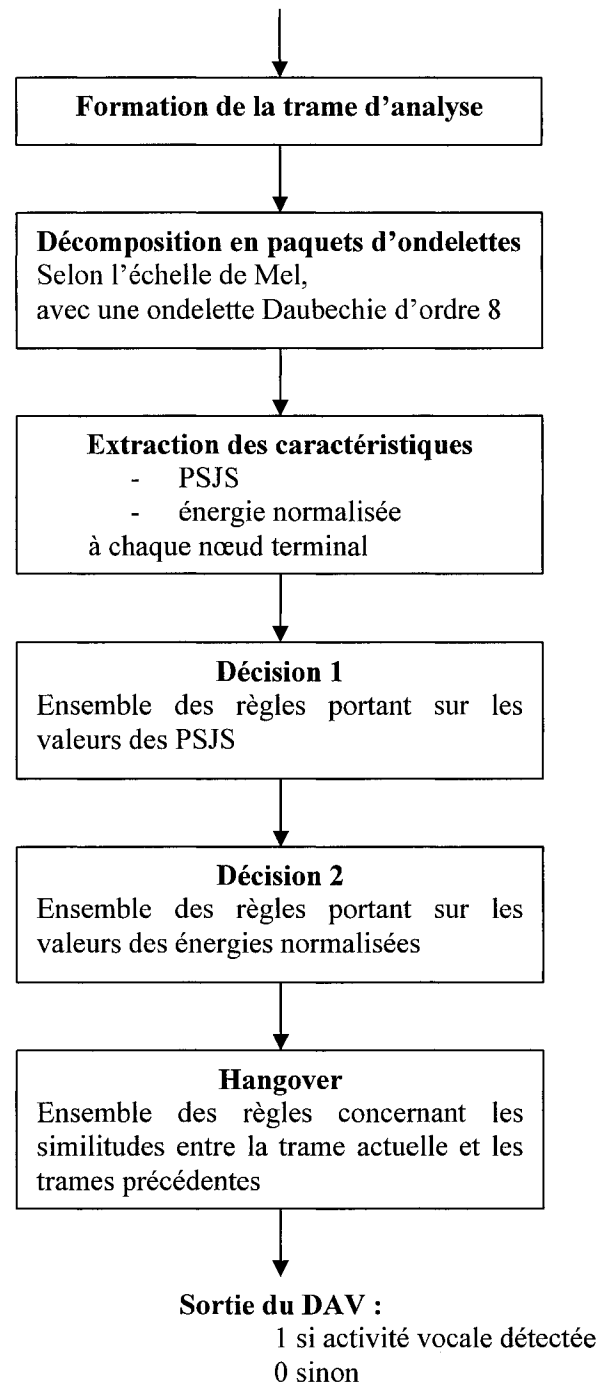 Formation de la trame d'analyse
Décomposition en paquets d'ondelettes
Selon l'échelle de Mel,
avec une ondelette Daubechie d'ordre 8
Extraction des caractéristiques
- PSJS
- énergie normalisée
à chaque nœud terminal
Décision 1
Ensemble des règles portant sur les
valeurs des PSJS
Décision 2
Ensemble des règles portant sur les
valeurs des énergies normalisées
Hangover
Ensemble des règles concernant les
similitudes entre la trame actuelle et les
trames précédentes
Sortie du DAV :
1 si activité vocale détectée
0 sinon